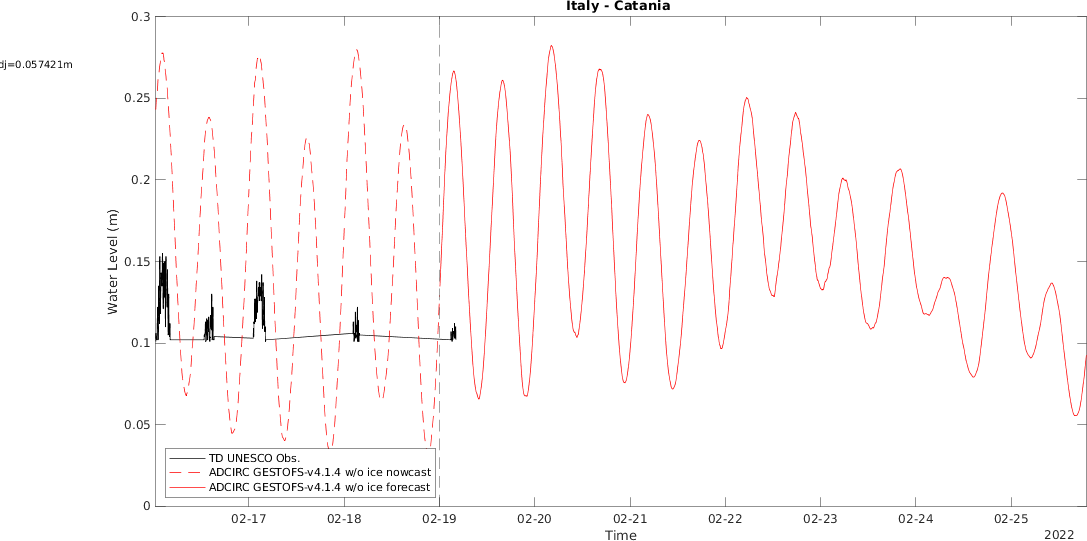 Italy - Catania
dj=0.057421m
0.3
0.25
0.2
0.15
0.1
0.05
0
Water Level (m)
TD UNESCO Obs.
ADCIRC GESTOFS-v4.1.4 w/o ice nowcast
ADCIRC GESTOFS-v4.1.4 w/o ice forecast
02-17 02-18 02-19 02-20 02-21 02-22 02-23 02-24 02-25
Time
2022